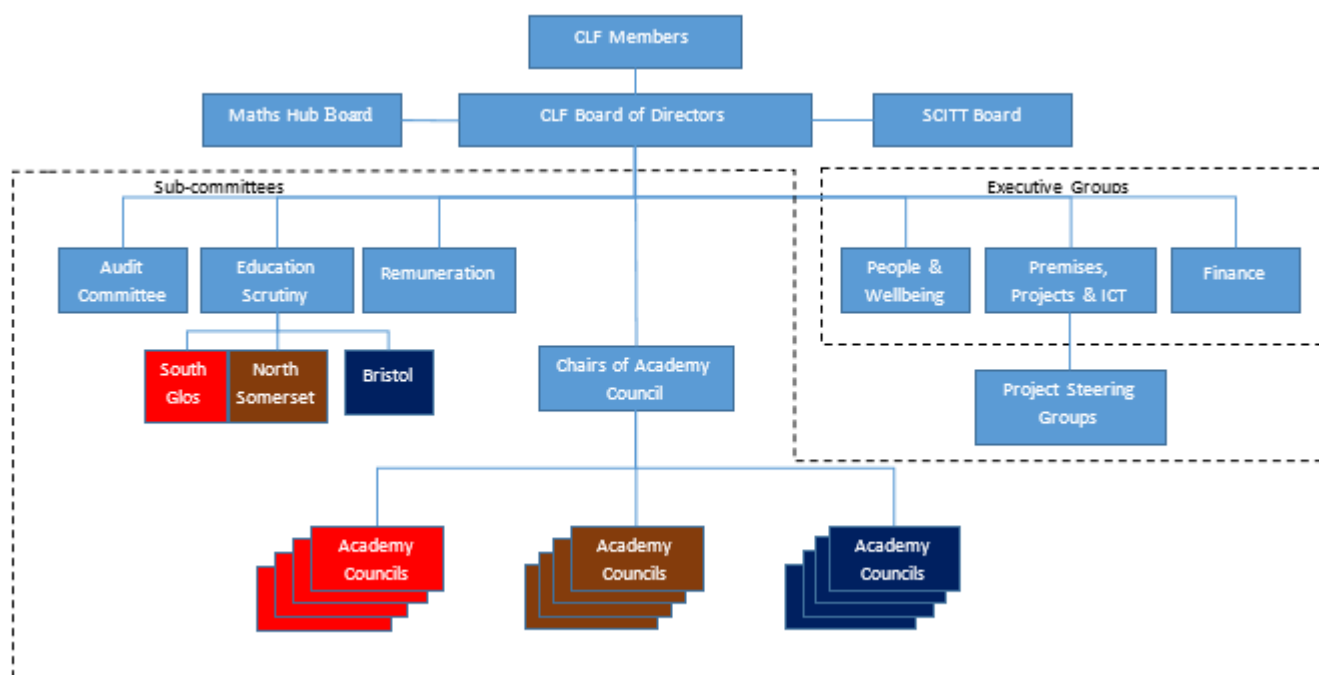 CLF Members
Maths Hub Board
CLF Board of Directors
SCITT Board
Sub-committees
Executive Groups
Audit
Committee
Education
Scrutiny
Remuneration
People &
Wellbeing
Premises,
Projects & ICT
Finance
South
Glos
North
Somerset
Bristol
Chairs of Academy
Council
Project Steering
Groups
Academy
Councils
Academy
Councils
Academy
Councils